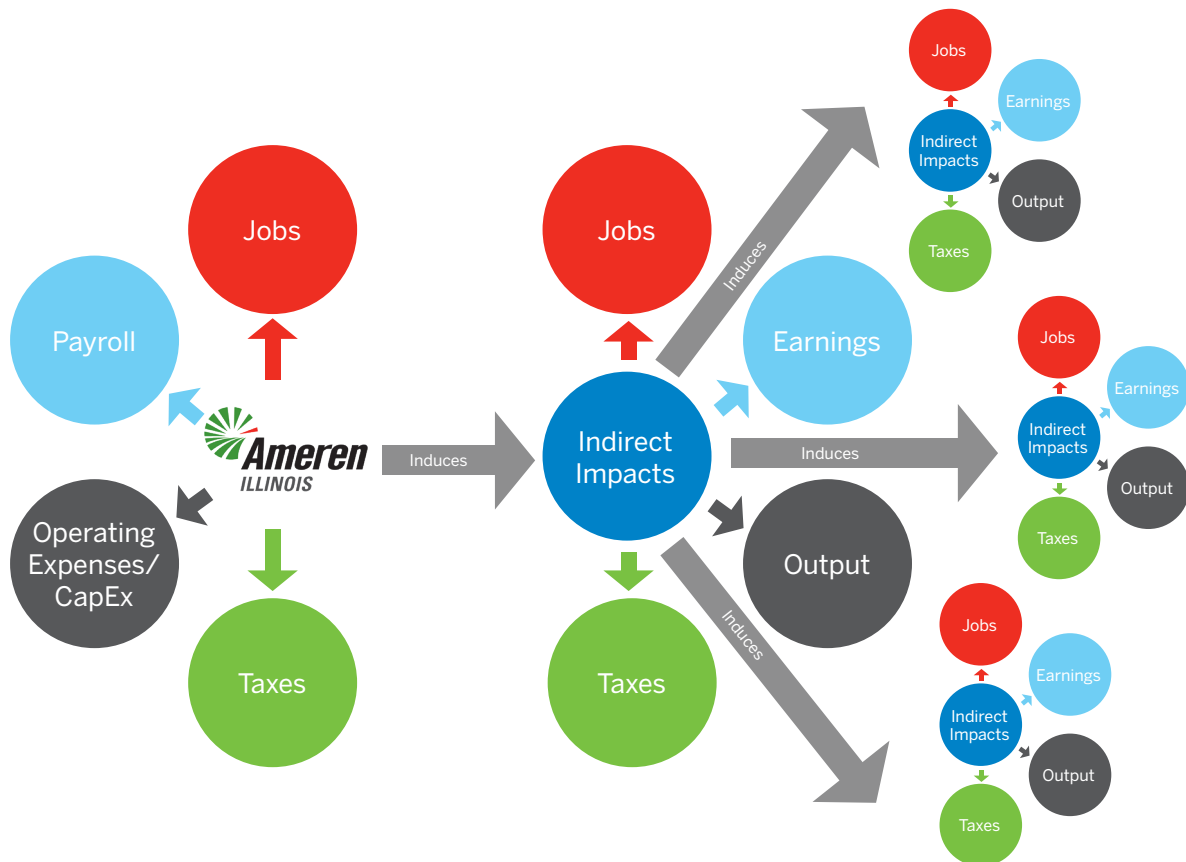 Jobs
Payroll
Ameren
ILLINOIS
Operating
Expenses/
CapEx
Taxes
Induces
Jobs
Earnings
Indirect
Impacts
Output
Taxes
Induces
Jobs
Earnings
Indirect
Impacts
Output
Taxes
Induces
Jobs
Earnings
Indirect
Impacts
Output
Taxes
Induces
Jobs
Earnings
Indirect
Impacts
Output
Taxes